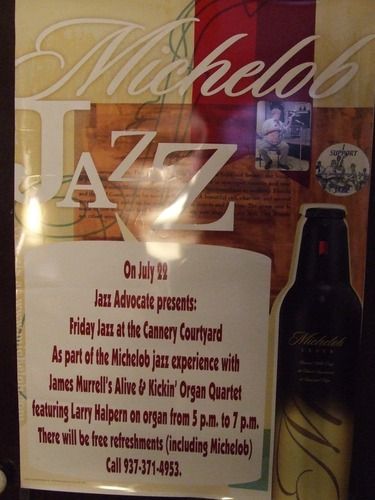 Michelob
JAZZ
SUPPORT
On July 22
Jazz Advocate presents:
Friday Jazz at the Cannery Courtyard
As part of the Michelob jazz experience with
James Murrell's Alive & Kickin' Organ Quartet
featuring Larry Halpern on organ from 5 p.m. to 7 p.m.
There will be free refreshments (including Michelob)
Call 937-371-4953.
Michelob